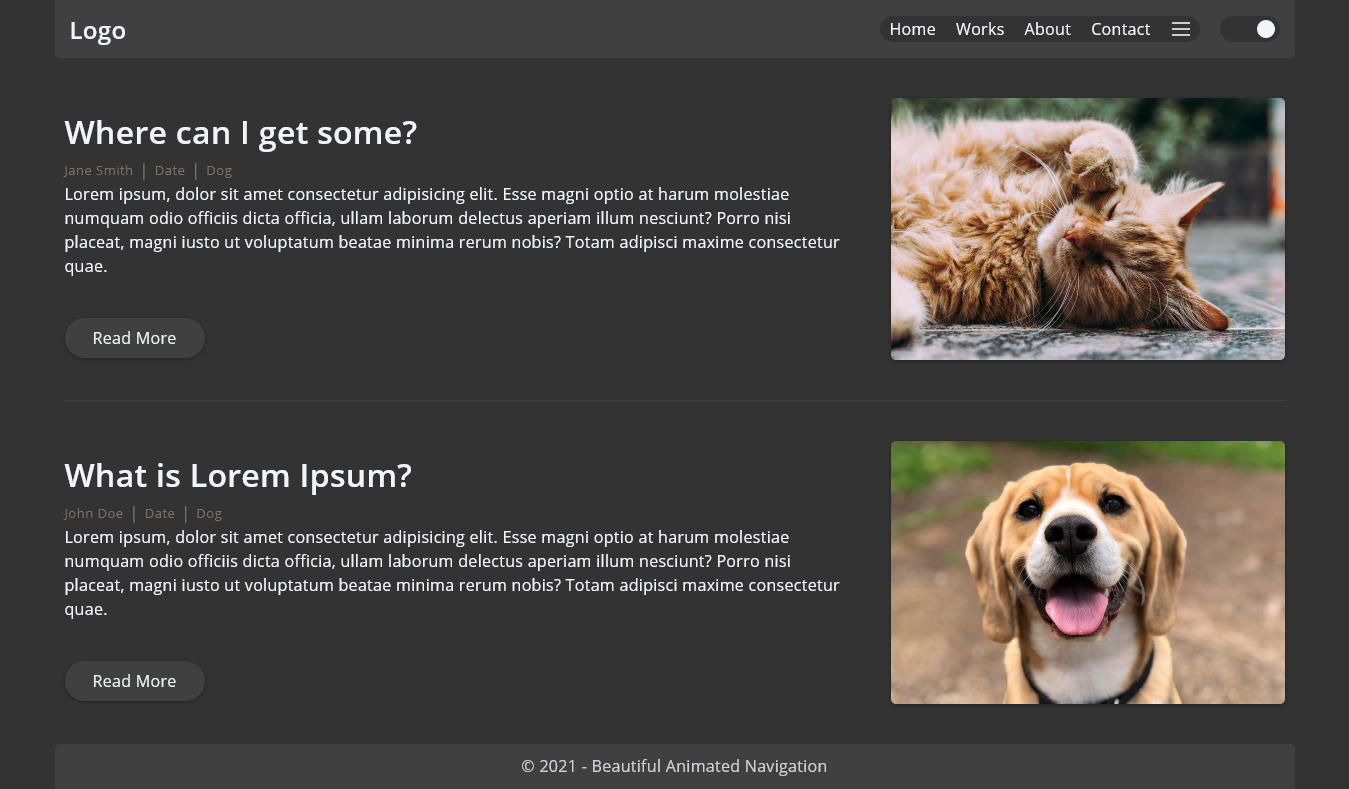 Logo
Home Works About Contact
Where can I get some?
Jane Smith | Date | Dog
Lorem ipsum, dolor sit amet consectetur adipisicing elit. Esse magni optio at harum molestiae
numquam odio officiis dicta officia, ullam laborum delectus aperiam illum nesciunt? Porro nisi
placeat, magni iusto ut voluptatum beatae minima rerum nobis? Totam adipisci maxime consectetur
quae.
Read More
What is Lorem Ipsum?
John Doe | Date | Dog
Lorem ipsum, dolor sit amet consectetur adipisicing elit. Esse magni optio at harum molestiae
numquam odio officiis dicta officia, ullam laborum delectus aperiam illum nesciunt? Porro nisi
placeat, magni iusto ut voluptatum beatae minima rerum nobis? Totam adipisci maxime consectetur
quae.
Read More
© 2021 - Beautiful Animated Navigation